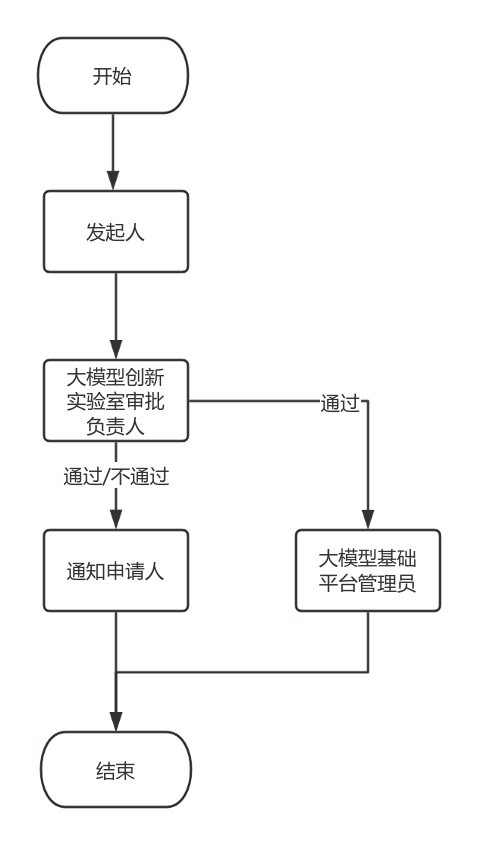 开始
发起人
大模型创新
实验室审批
负责人
通过
通过/不通过
通知申请人
大模型基础
平台管理员
结束